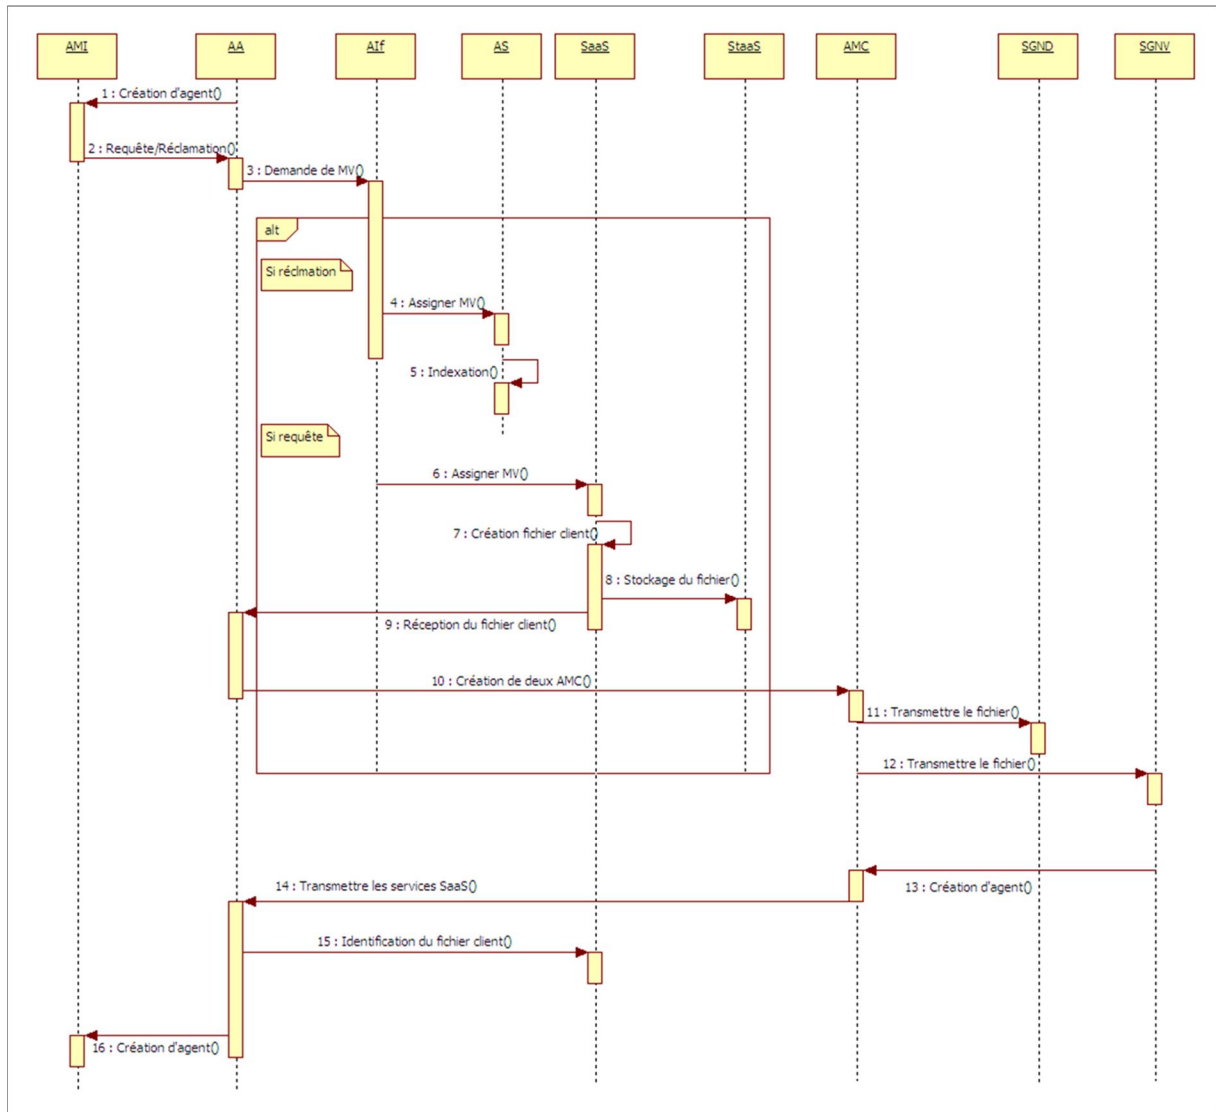 AMI
AA
AIf
AS
SaaS
StaaS
AMC
SGND
SGNV
1 : Création d'agent()
2 : Requête/Réclamation()
3 : Demande de MV()
alt
Si réclmation
4 : Assigner MV()
5 : Indexation()
Si requête
6 : Assigner MV()
7 : Création fichier client()
8 : Stockage du fichier()
9 : Réception du fichier client()
10 : Création de deux AMC()
11 : Transmettre le fichier()
12 : Transmettre le fichier()
13 : Création d'agent()
14 : Transmettre les services SaaS()
15 : Identification du fichier client()
16 : Création d'agent()